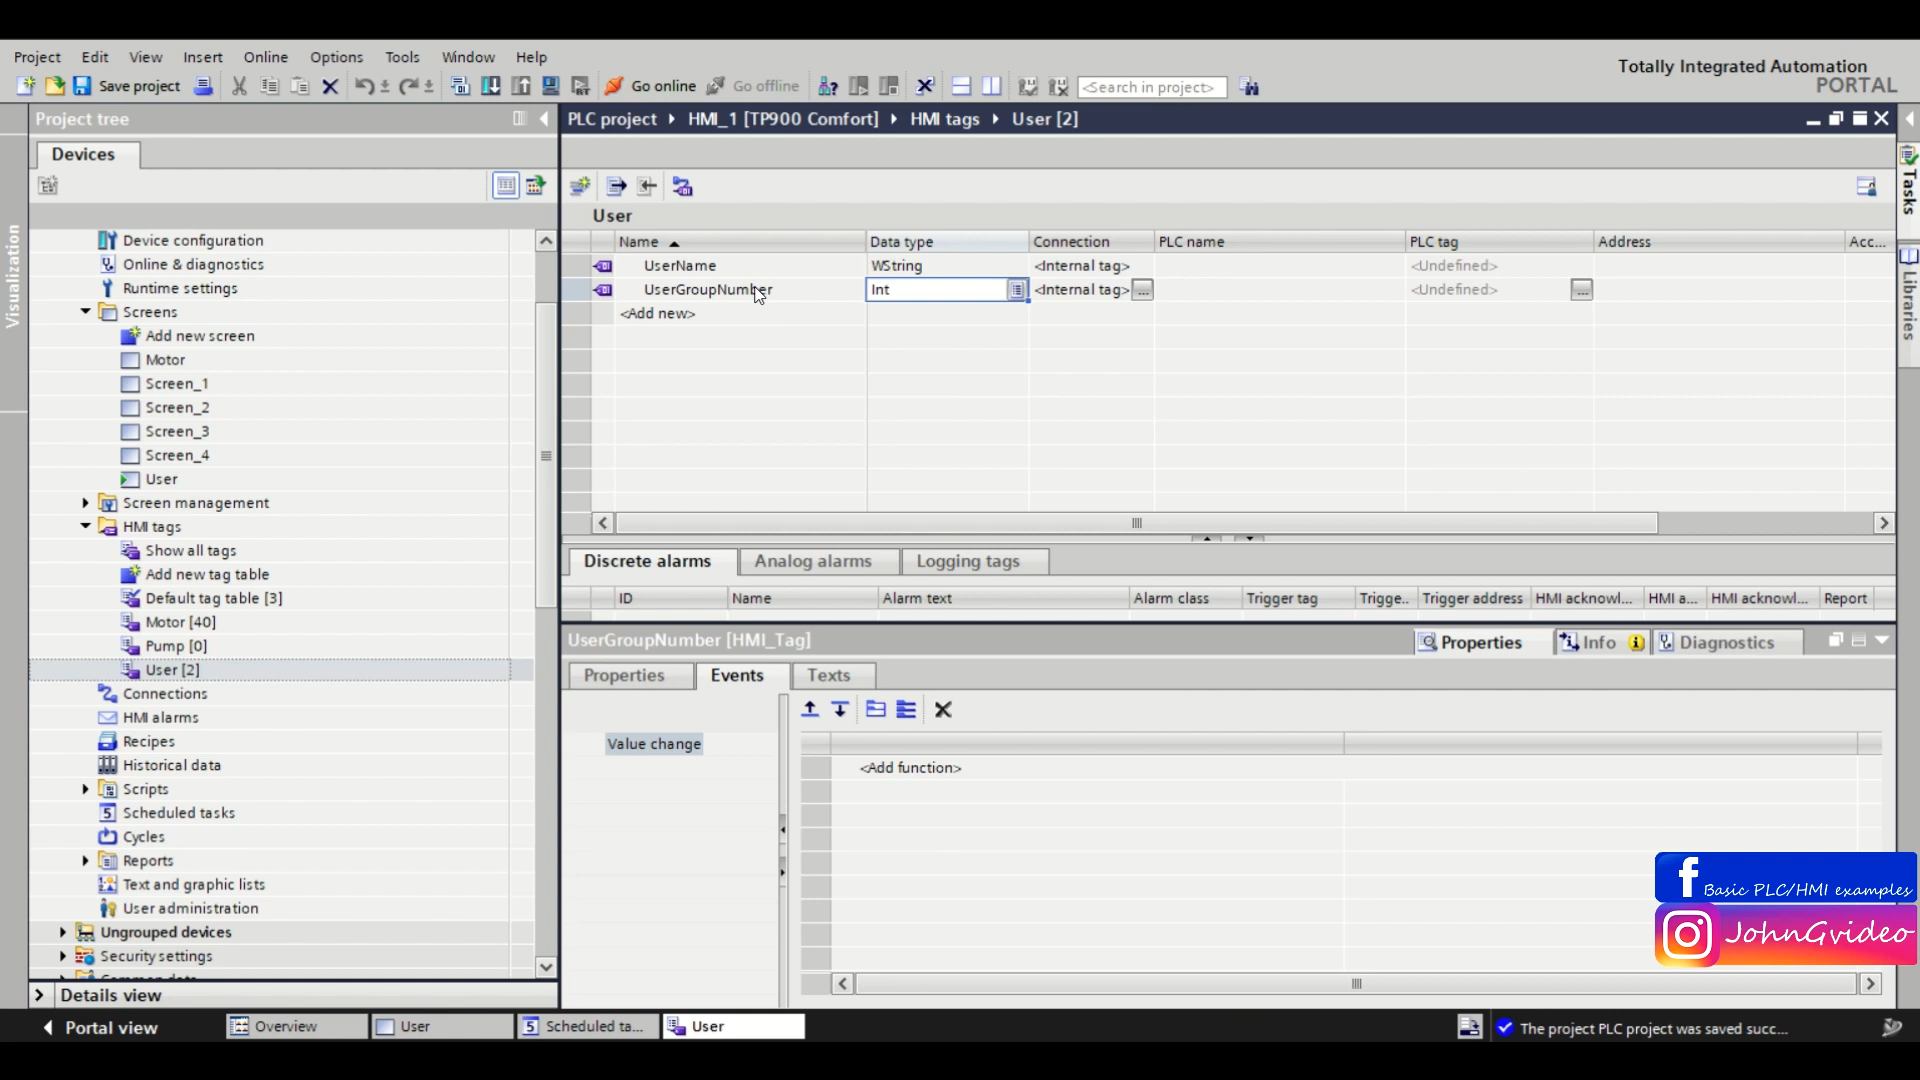 Project Edit View Insert Online Options Tools Window Help
Totally Integrated Automation
PORTAL
Save project Go online Go offline <Search in project>
Project tree
PLC project HMI_1 [TP900 Comfort] HMI tags User [2]
Devices
Visualization
Tasks
Libraries
Device configuration
Online & diagnostics
Runtime settings
Screens
Add new screen
Motor
Screen_1
Screen_2
Screen_3
Screen_4
User
Screen management
HMI tags
Show all tags
Add new tag table
Default tag table [3]
Motor [40]
Pump [0]
User [2]
Connections
HMI alarms
Recipes
Historical data
Scripts
Scheduled tasks
Cycles
Reports
Text and graphic lists
User administration
Ungrouped devices
Security settings
Details view
User
Name Data type Connection PLC name PLC tag Address Acc...
UserName WString <Internal tag> <Undefined>
UserGroupNumber Int <Internal tag> ... <Undefined> ...
<Add new>
Discrete alarms Analog alarms Logging tags
ID Name Alarm text Alarm class Trigger tag Trigge.. Trigger address HMI acknowl... HMI a... HMI acknowl... Report
UserGroupNumber [HMI_Tag] Properties Info Diagnostics
Properties Events Texts
Value change
<Add function>
Basic PLC/HMI examples
JohnGvideo
Portal view Overview User Scheduled ta... User The project PLC project was saved succ...